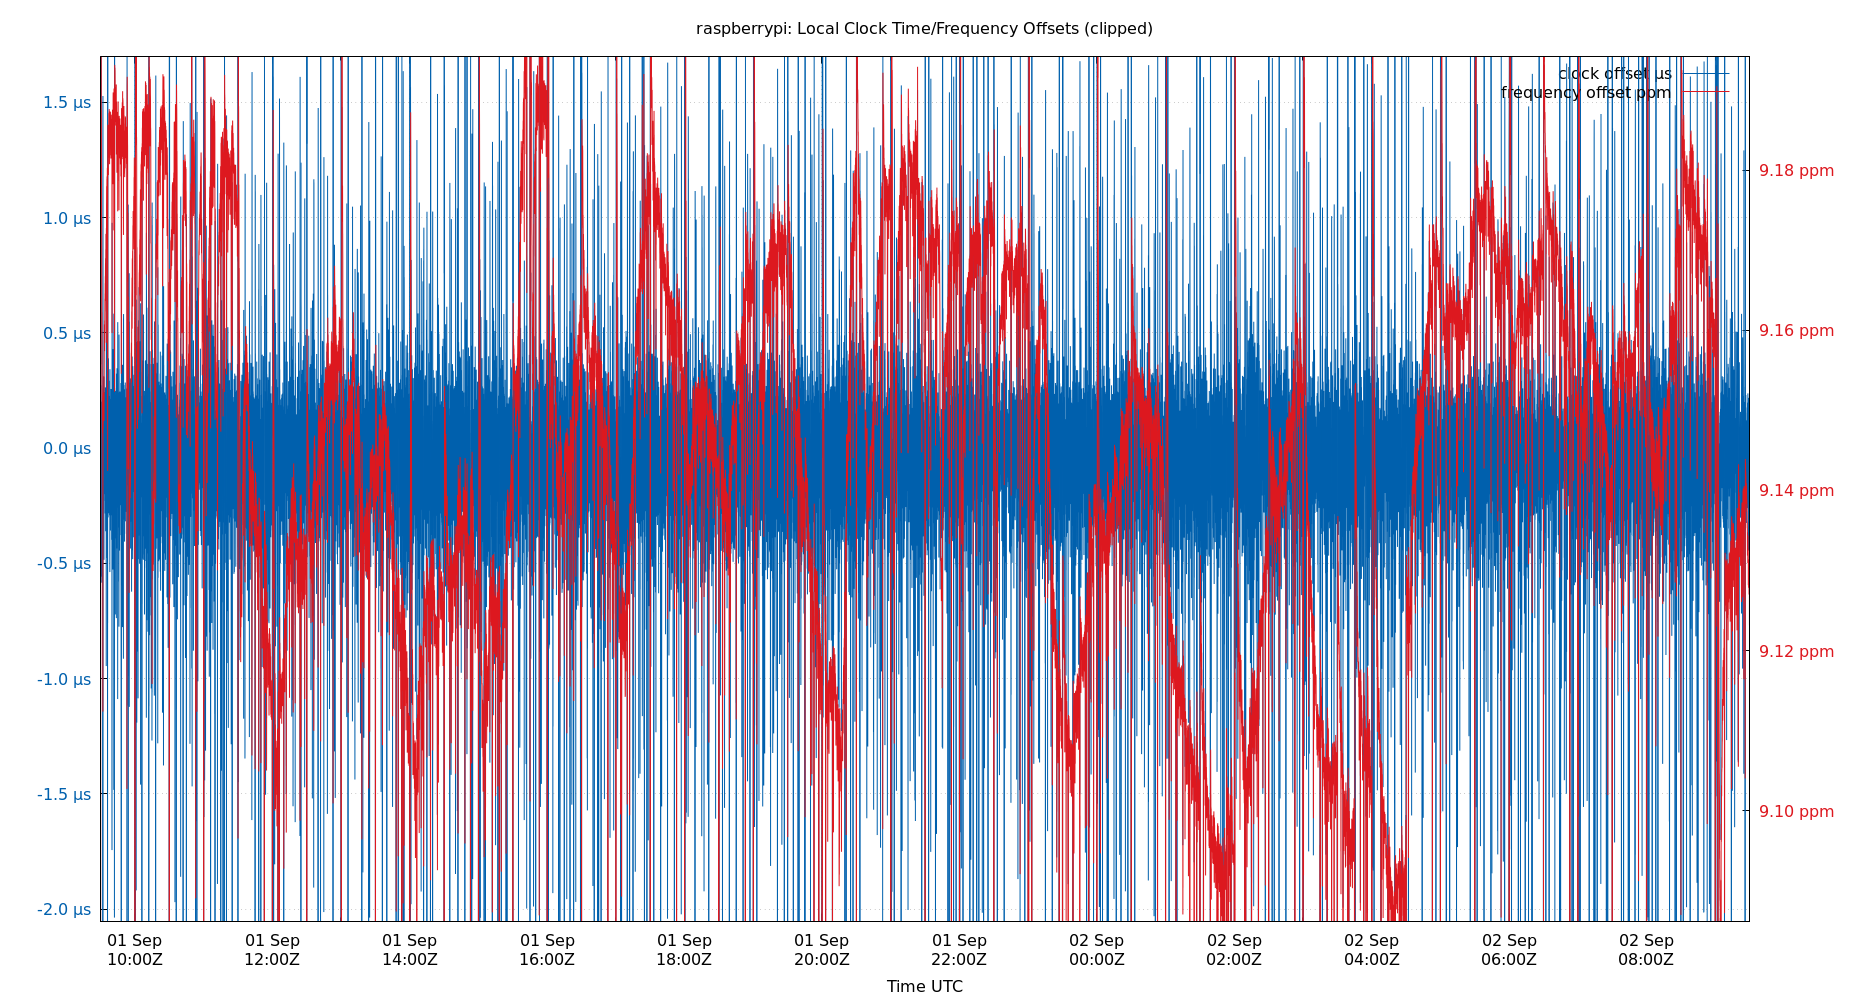 raspberrypi: Local Clock Time/Frequency Offsets (clipped)
clock offset µs
frequency offset ppm
1.5 µs
1.0 µs
0.5 µs
0.0 µs
-0.5 µs
-1.0 µs
-1.5 µs
-2.0 µs
9.18 ppm
9.16 ppm
9.14 ppm
9.12 ppm
9.10 ppm
01 Sep 01 Sep 01 Sep 01 Sep 01 Sep 01 Sep 01 Sep 02 Sep 02 Sep 02 Sep 02 Sep 02 Sep
10:00Z 12:00Z 14:00Z 16:00Z 18:00Z 20:00Z 22:00Z 00:00Z 02:00Z 04:00Z 06:00Z 08:00Z
Time UTC